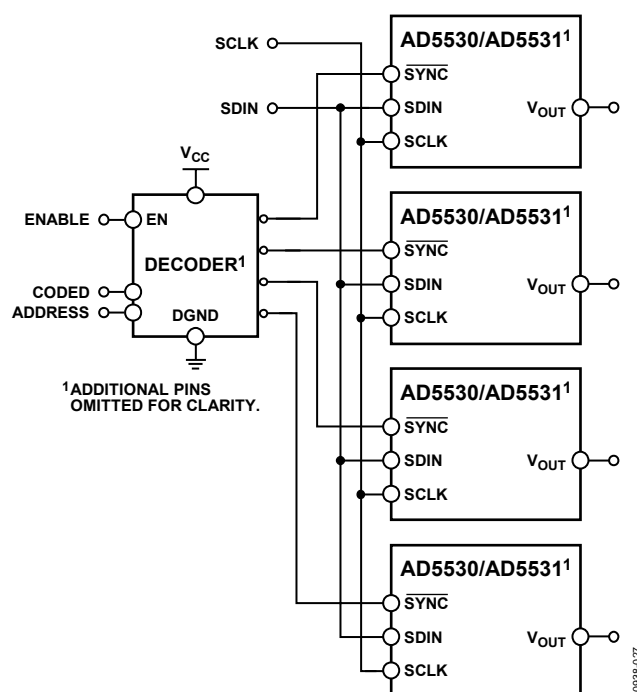 SCLK
SDIN
VCC
ENABLE
EN
DECODER1
CODED
ADDRESS
DGND
1ADDITIONAL PINS
OMITTED FOR CLARITY.
AD5530/AD55311
SYNC
SDIN
SCLK
VOUT
AD5530/AD55311
SYNC
SDIN
SCLK
VOUT
AD5530/AD55311
SYNC
SDIN
SCLK
VOUT
AD5530/AD55311
SYNC
SDIN
SCLK
VOUT